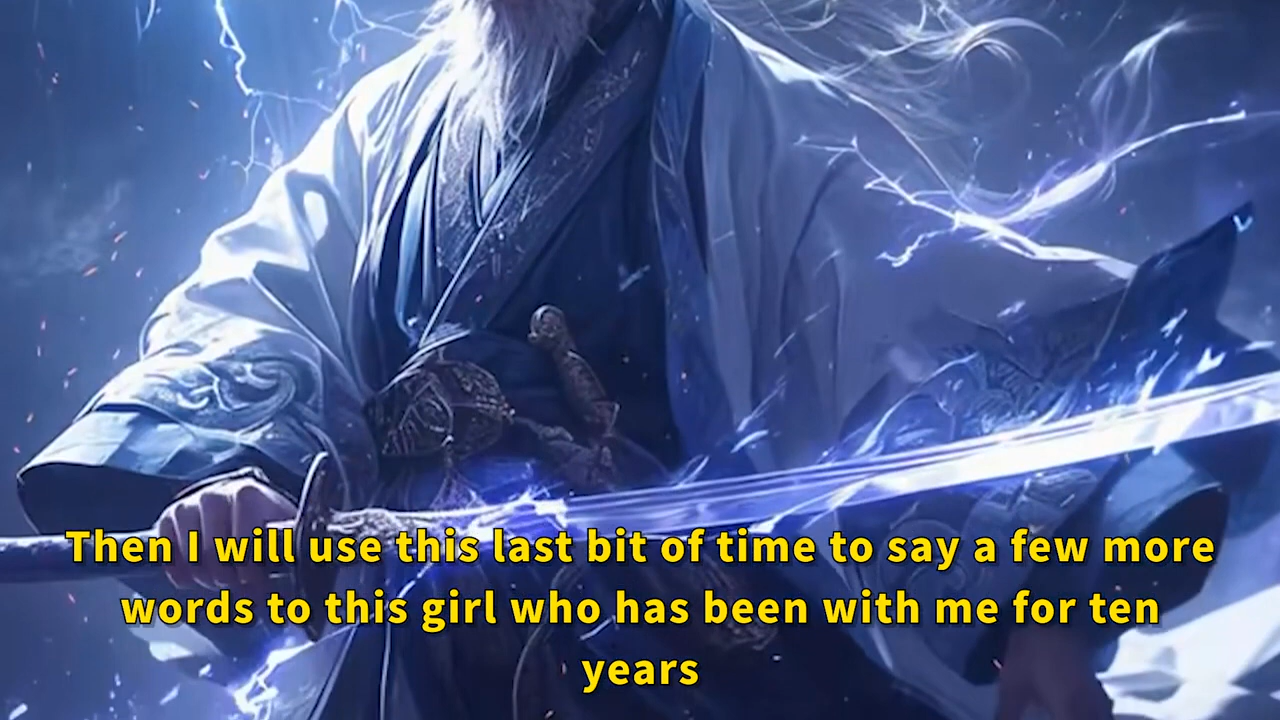 Then I will use this last bit of time to say a few more
words to this girl who has been with me for ten
years